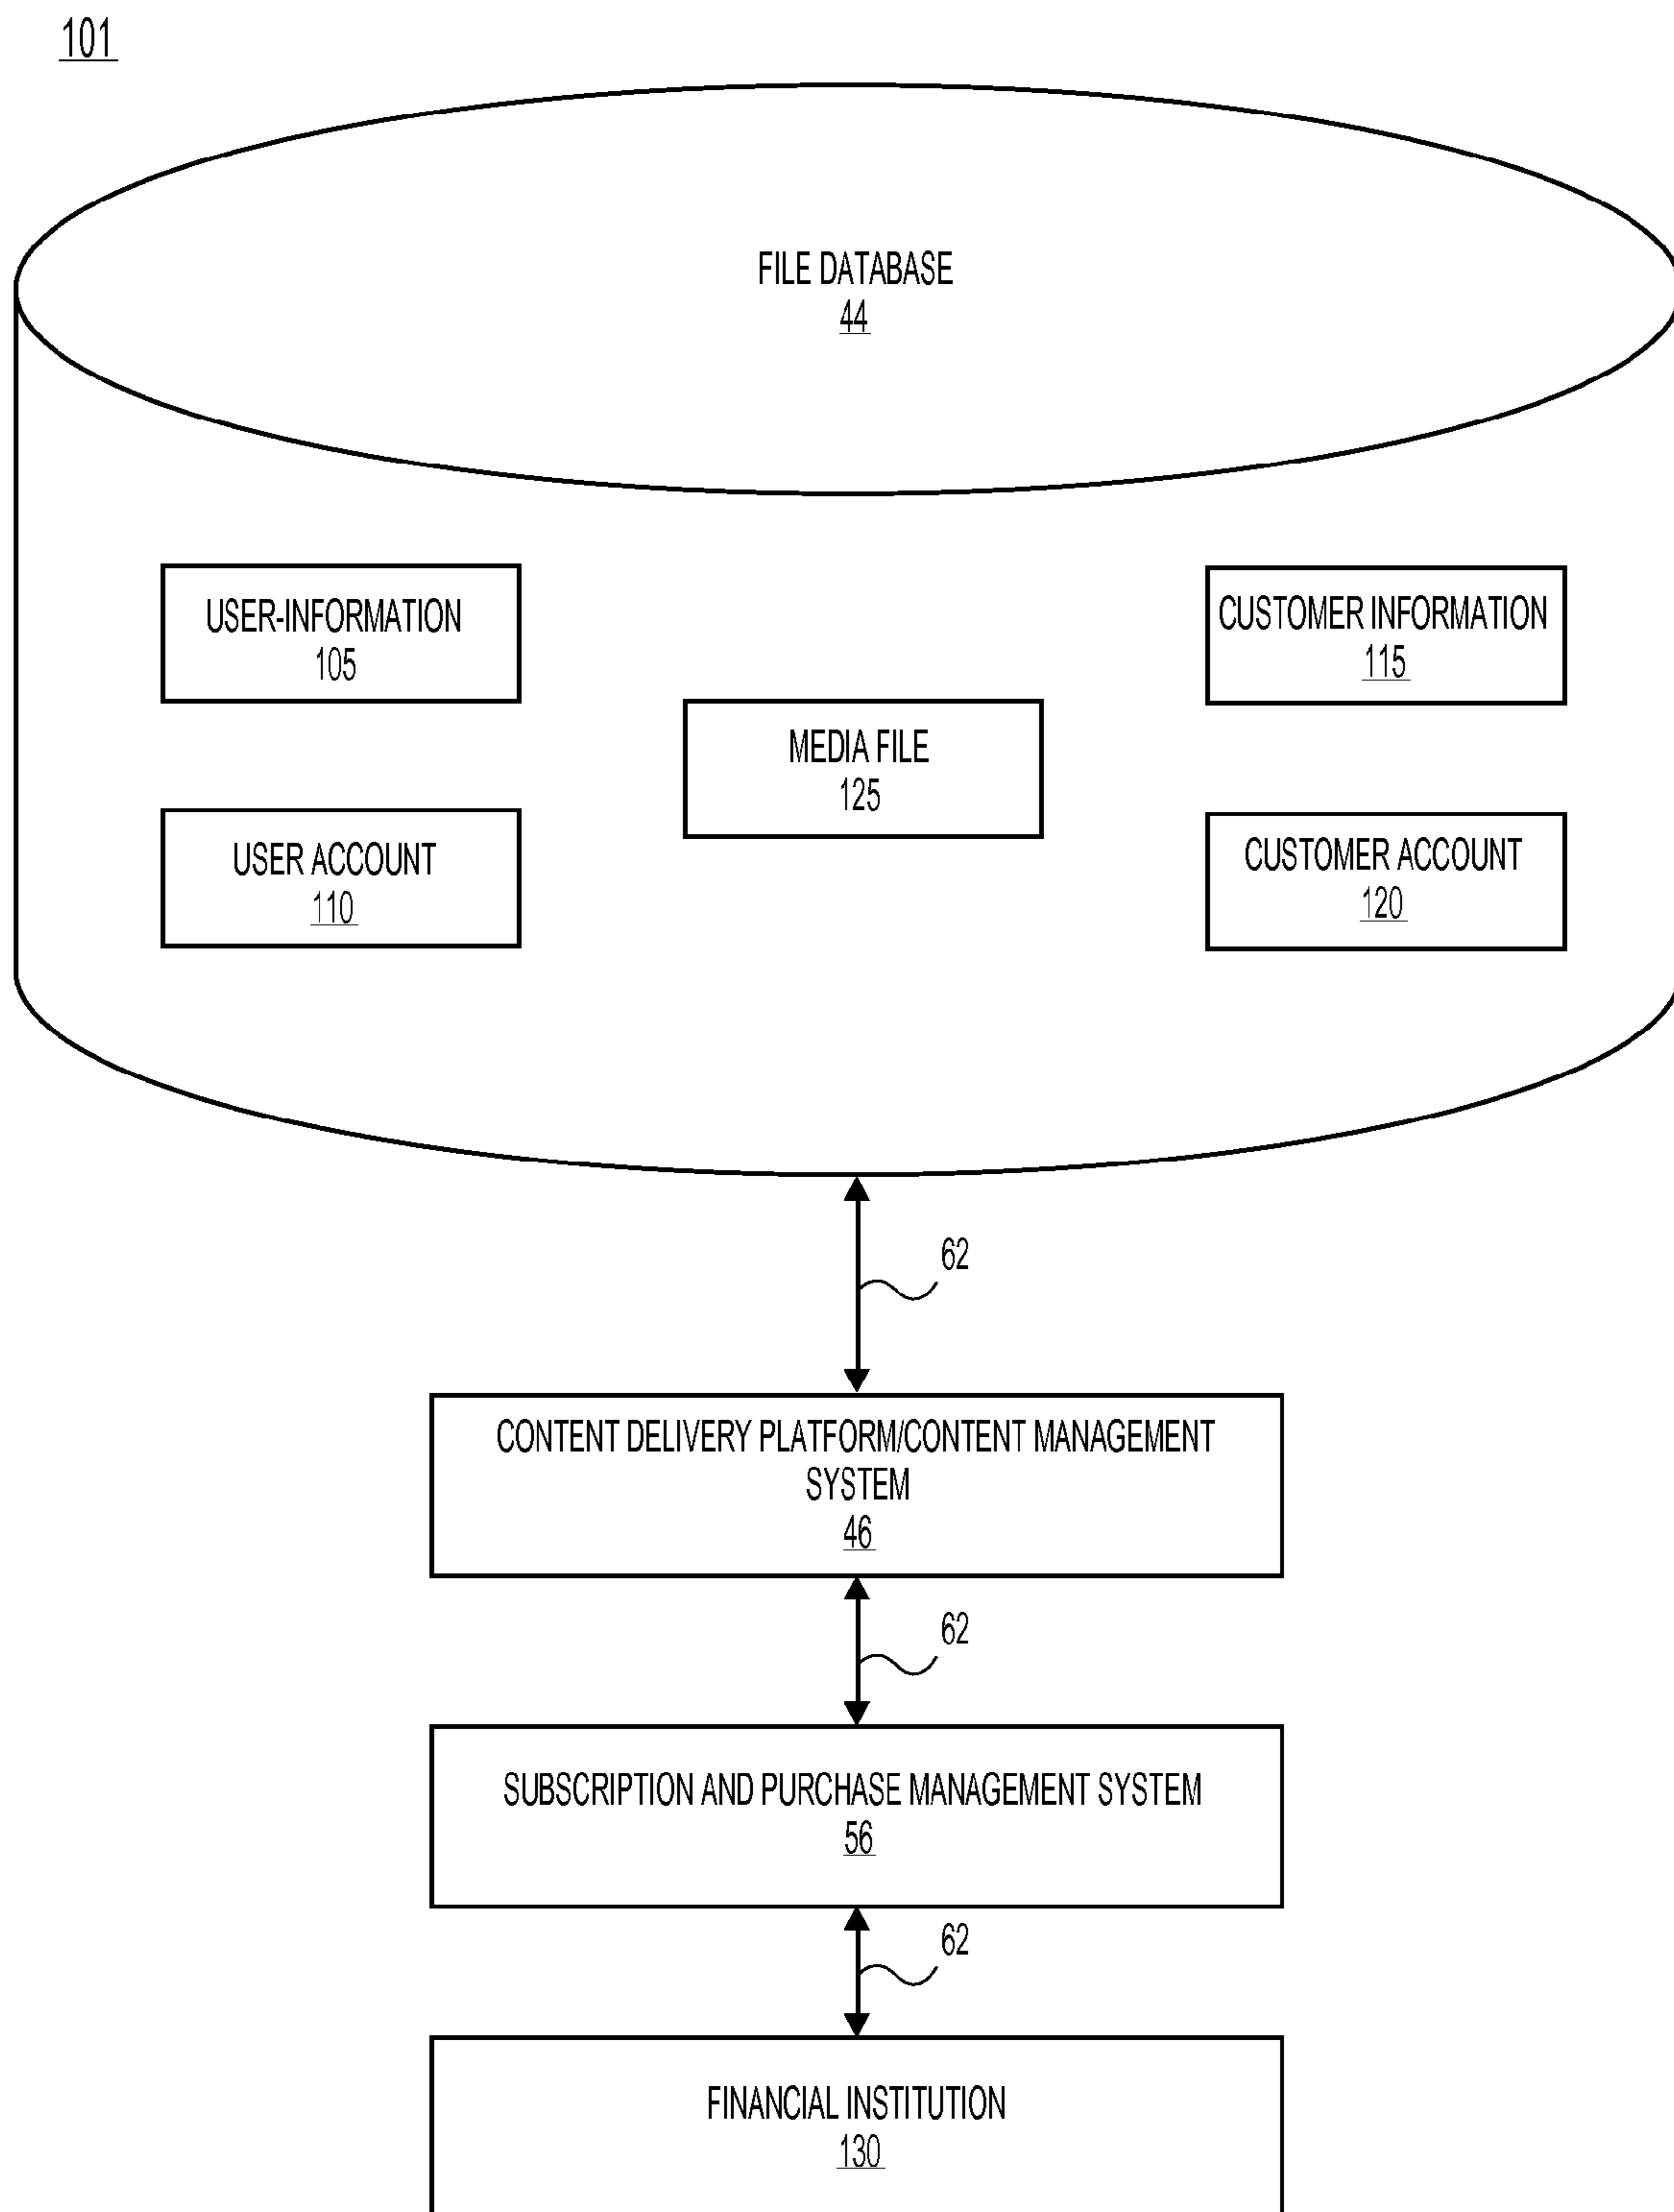 101
FILE DATABASE
44
USER-INFORMATION
105
CUSTOMER INFORMATION
115
MEDIA FILE
125
USER ACCOUNT
110
CUSTOMER ACCOUNT
120
62
CONTENT DELIVERY PLATFORM/CONTENT MANAGEMENT
SYSTEM
46
62
SUBSCRIPTION AND PURCHASE MANAGEMENT SYSTEM
56
62
FINANCIAL INSTITUTION
130